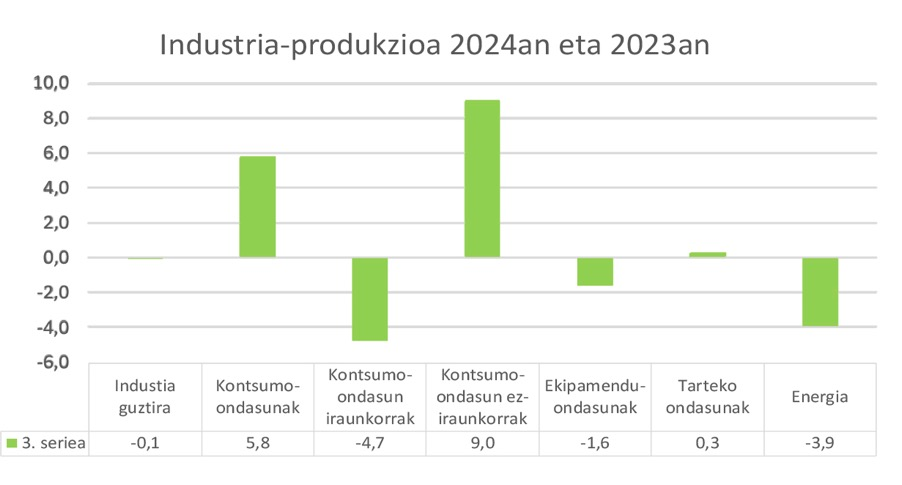 Industria-produkzioa 2024an eta 2023an
10,0
8,0
6,0
4,0
2,0
0,0
-2,0
-4,0
-6,0
Industia
guztira
Kontsumo-
ondasunak
Kontsumo-
ondasun
iraunkorrak
Kontsumo-
ondasun ez-
iraunkorrak
Ekipamendu-
ondasunak
Tarteko
ondasunak
Energia
3. seriea -0,1 5,8 -4,7 9,0 -1,6 0,3 -3,9